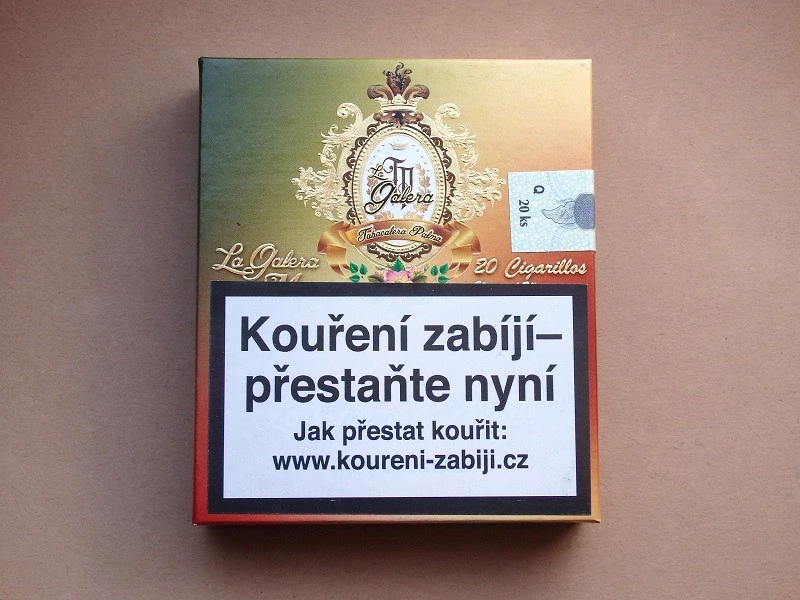 TP
La
Galera
Tabacalera Palma
Q
20 ks
La Galera
20 Cigarillos
Kouření zabíjí–
přestaňte nyní
Jak přestat kouřit:
www.koureni-zabiji.cz